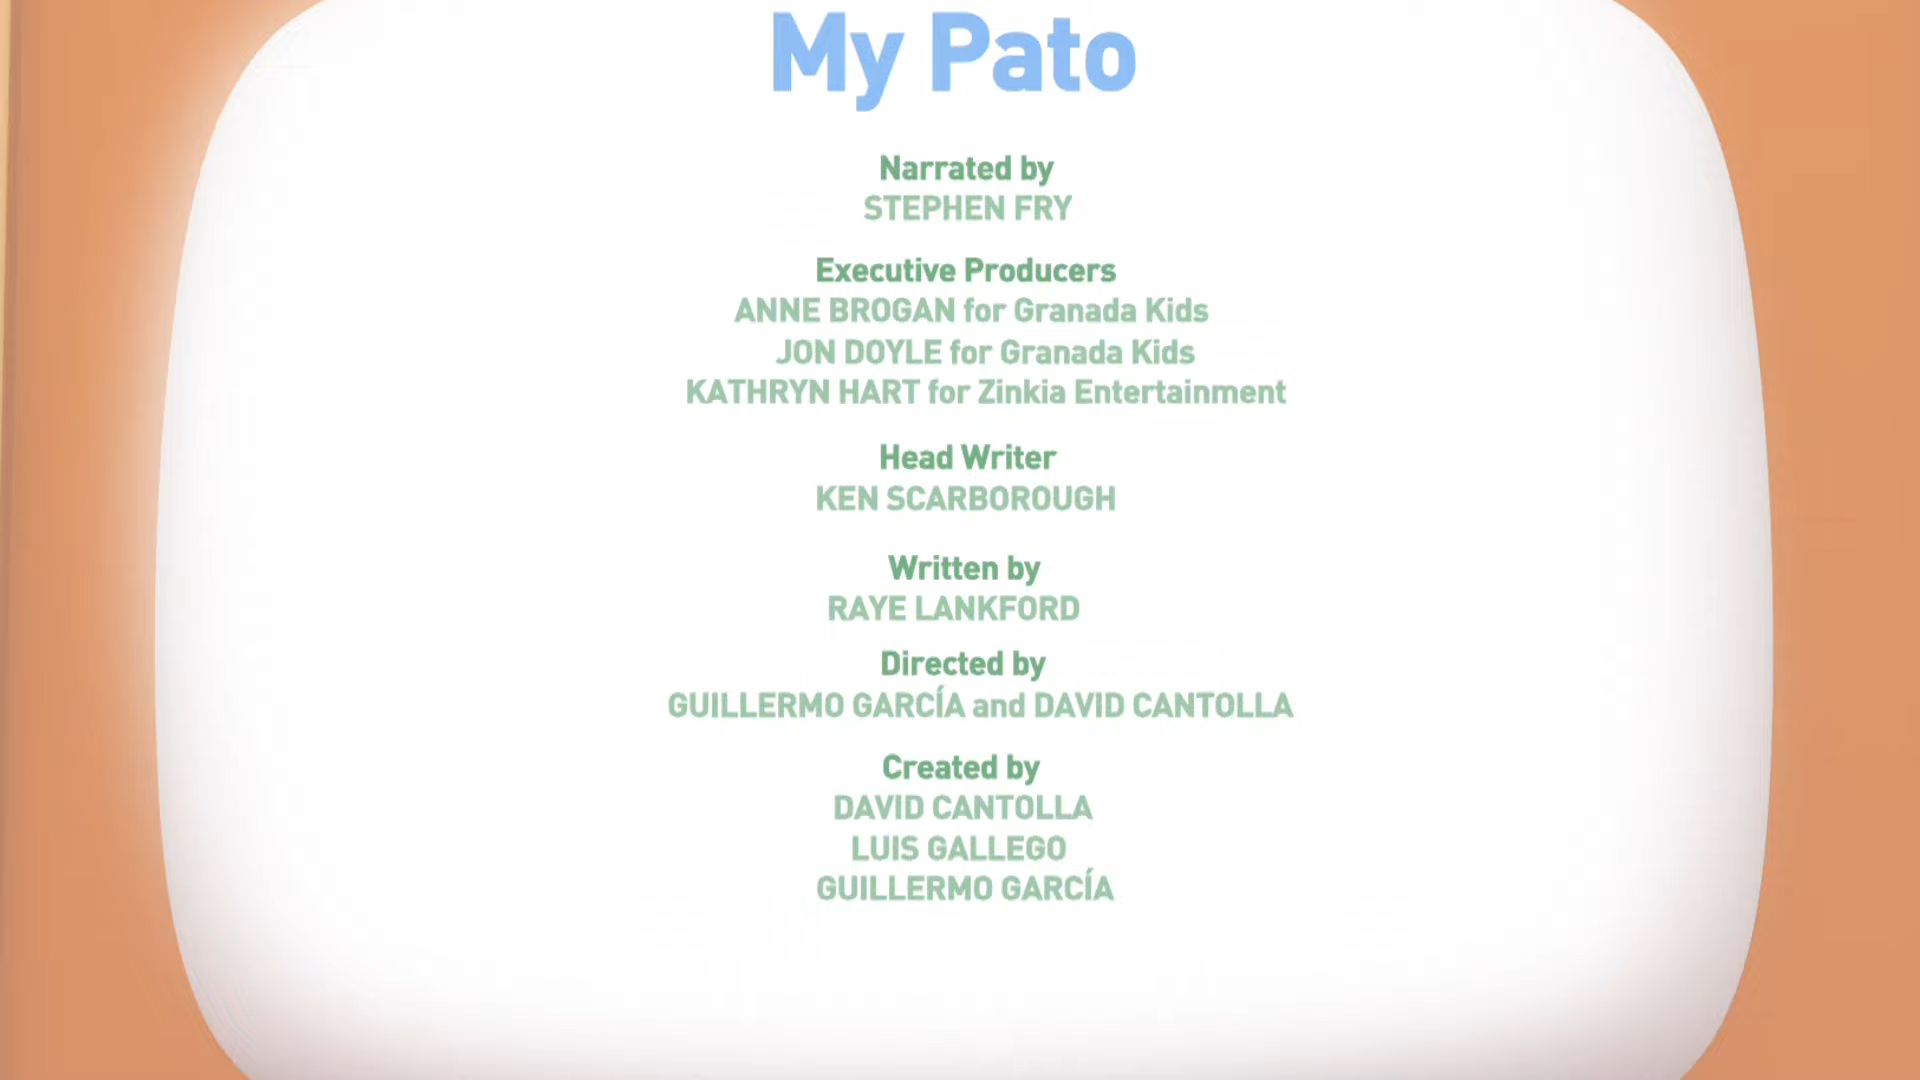 My Pato
Narrated by
STEPHEN FRY
Executive Producers
ANNE BROGAN for Granada Kids
JON DOYLE for Granada Kids
KATHRYN HART for Zinkia Entertainment
Head Writer
KEN SCARBOROUGH
Written by
RAYE LANKFORD
Directed by
GUILLERMO GARCÍA and DAVID CANTOLLA
Created by
DAVID CANTOLLA
LUIS GALLEGO
GUILLERMO GARCÍA